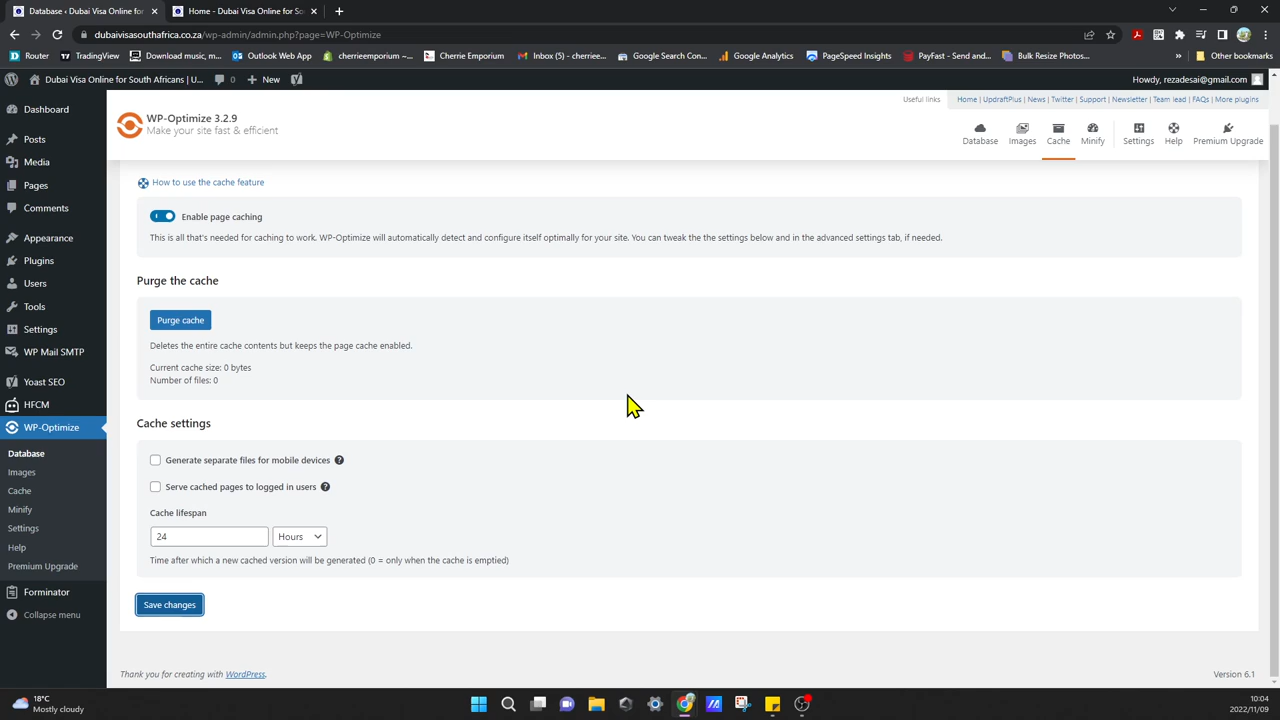 Database ‹ Dubai Visa Online for
Home - Dubai Visa Online for So
dubaivisasouthafrica.co.za/wp-admin/admin.php?page=WP-Optimize
Router
TradingView
Download music, m...
OB Portal
cherrieemporium – ...
Cherrie Emporium
Inbox (5) - cherriee...
Google Search Con...
Google Analytics
PageSpeed Insights
PayFast - Selling Vis...
Bulk Resize Photos...
»
Other bookmarks
Dubai Visa Online for South Africans | U...
0
+ New
Howdy, rezadesai@gmail.com
Dashboard
Posts
Media
Pages
Comments
Appearance
Plugins
Users
Tools
Settings
WP Mail SMTP
Yoast SEO
HFCM
WP-Optimize
Database
Images
Cache
Minify
Settings
Help
Premium Upgrade
Forminator
Collapse menu
Useful links
Home | UpdraftPlus | News | Twitter | Support | Newsletter | Team lead | FAQs | More plugins
WP-Optimize 3.2.9
Make your site fast & efficient
Database
Images
Cache
Minify
Settings
Help
Premium Upgrade
How to use the cache feature
Enable page caching
This is all that's needed for caching to work. WP-Optimize will automatically detect and configure itself optimally for your site. You can tweak the the settings below and in the advanced settings tab, if needed.
Purge the cache
Purge cache
Deletes the entire cache contents but keeps the page cache enabled.
Current cache size: 0 bytes
Number of files: 0
Cache settings
Generate separate files for mobile devices
Serve cached pages to logged in users
Cache lifespan
24
Hours
Time after which a new cached version will be generated (0 = only when the cache is emptied)
Save changes
Thank you for creating with WordPress.
Version 6.1
18°C
Mostly cloudy
10:04
2022/11/09